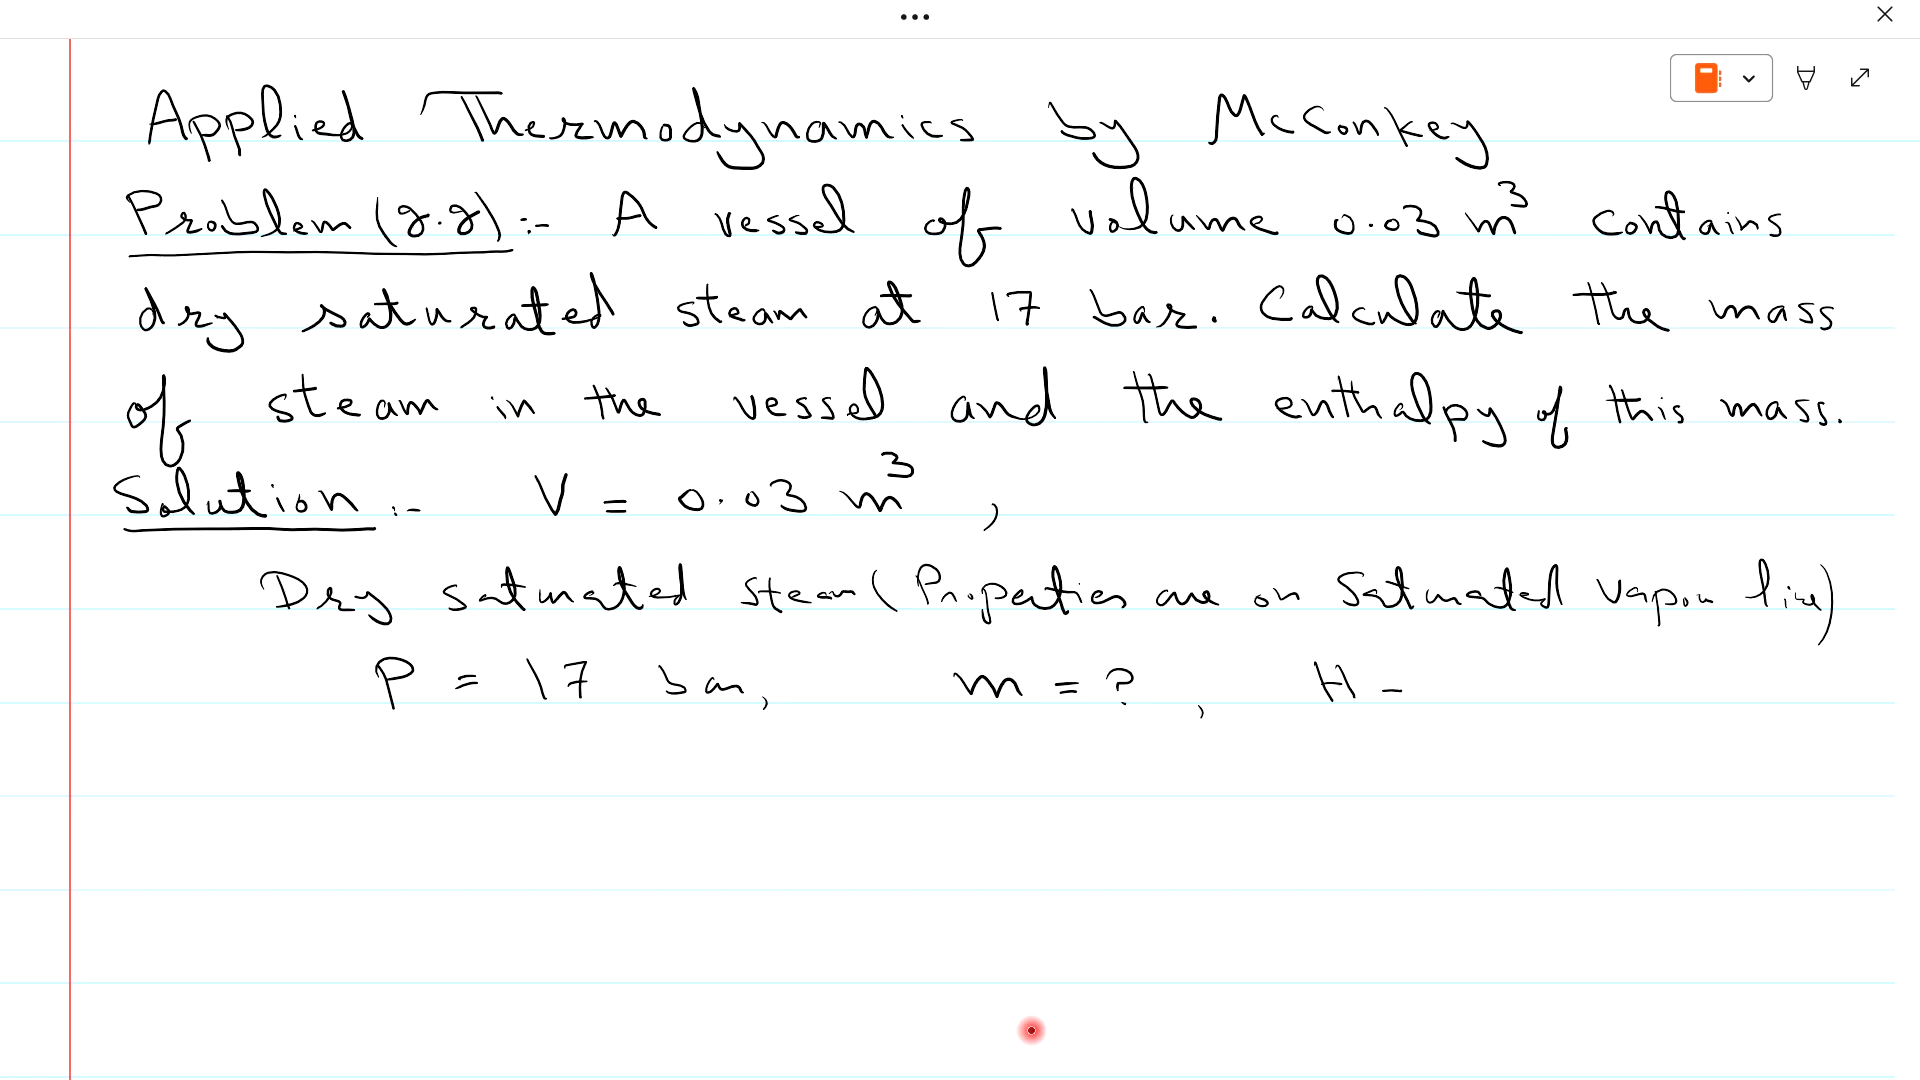 Applied Thermodynamics by McConkey
Problem (2.2) :- A vessel of volume 0.03 m³ contains
dry saturated steam at 17 bar. Calculate the mass
of steam in the vessel and the enthalpy of this mass.
Solution :- V = 0.03 m³ ,
Dry saturated steam (Properties are on Saturated vapour line)
P = 17 bar, m = ? , H -